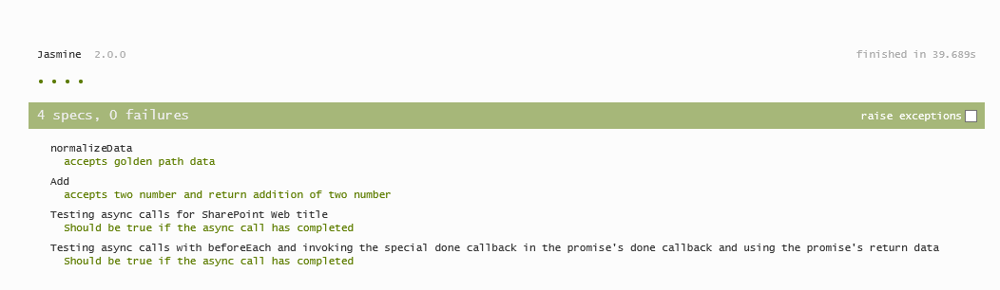 Jasmine 2.0.0 finished in 39.689s
4 specs, 0 failures raise exceptions
normalizeData
accepts golden path data
Add
accepts two number and return addition of two number
Testing async calls for SharePoint Web title
Should be true if the async call has completed
Testing async calls with beforeEach and invoking the special done callback in the promise's done callback and using the promise's return data
Should be true if the async call has completed